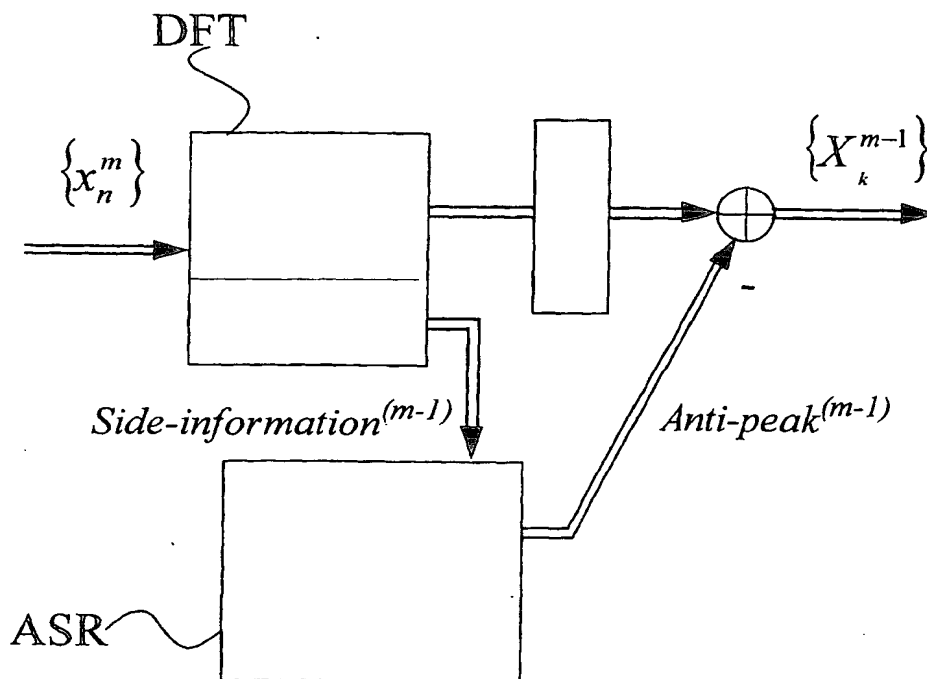 DFT
{x_n^m}
{X_k^{m-1}}
-
Side-information^(m-1)
Anti-peak^(m-1)
ASR